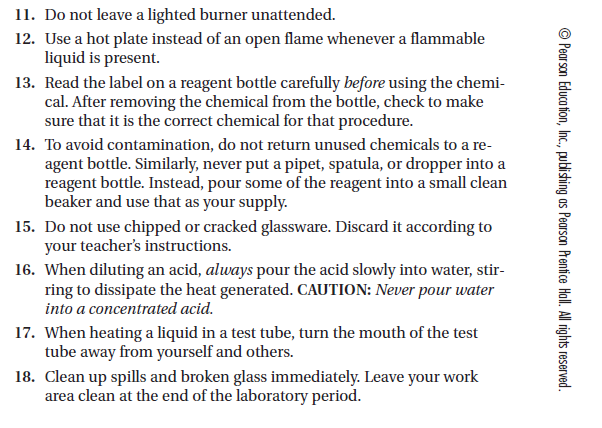 11. Do not leave a lighted burner unattended.
12. Use a hot plate instead of an open flame whenever a flammable
liquid is present.
13. Read the label on a reagent bottle carefully before using the chemi-
cal. After removing the chemical from the bottle, check to make
sure that it is the correct chemical for that procedure.
14. To avoid contamination, do not return unused chemicals to a re-
agent bottle. Similarly, never put a pipet, spatula, or dropper into a
reagent bottle. Instead, pour some of the reagent into a small clean
beaker and use that as your supply.
15. Do not use chipped or cracked glassware. Discard it according to
your teacher's instructions.
16. When diluting an acid, always pour the acid slowly into water, stir-
ring to dissipate the heat generated. CAUTION: Never pour water
into a concentrated acid.
17. When heating a liquid in a test tube, turn the mouth of the test
tube away from yourself and others.
18. Clean up spills and broken glass immediately. Leave your work
area clean at the end of the laboratory period.
© Pearson Education, Inc., publishing as Pearson Prentice Hall. All rights reserved.